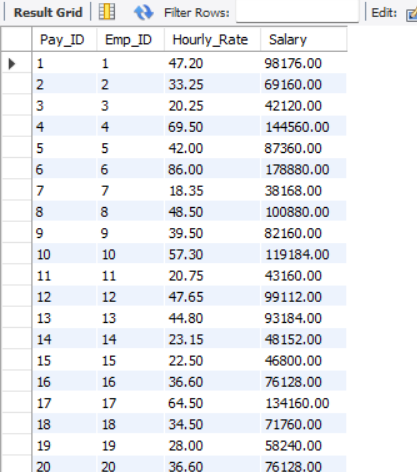 Result Grid Filter Rows: Edit:
Pay_ID Emp_ID Hourly_Rate Salary
1 1 47.20 98176.00
2 2 33.25 69160.00
3 3 20.25 42120.00
4 4 69.50 144560.00
5 5 42.00 87360.00
6 6 86.00 178880.00
7 7 18.35 38168.00
8 8 48.50 100880.00
9 9 39.50 82160.00
10 10 57.30 119184.00
11 11 20.75 43160.00
12 12 47.65 99112.00
13 13 44.80 93184.00
14 14 23.15 48152.00
15 15 22.50 46800.00
16 16 36.60 76128.00
17 17 64.50 134160.00
18 18 34.50 71760.00
19 19 28.00 58240.00
20 20 36.60 76128.00